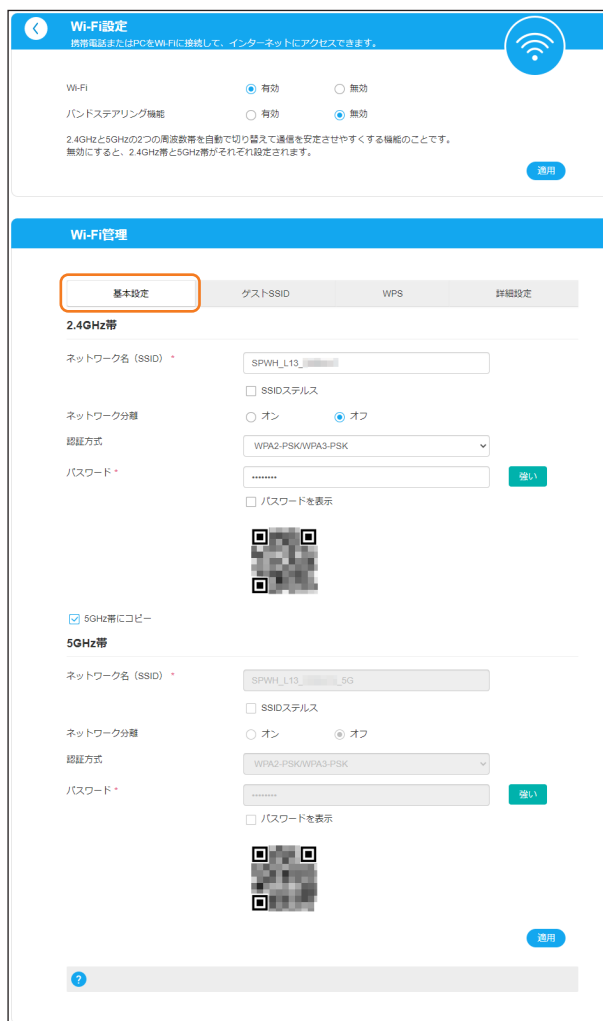 Wi-Fi設定
携帯電話またはPCをWi-Fiに接続して、インターネットにアクセスできます。
Wi-Fi 有効 無効
バンドステアリング機能 有効 無効
2.4GHzと5GHzの2つの周波数帯を自動で切り替えて通信を安定させやすくする機能のことです。
無効にすると、2.4GHz帯と5GHz帯がそれぞれ設定されます。
適用
Wi-Fi管理
基本設定 ゲストSSID WPS 詳細設定
2.4GHz帯
ネットワーク名（SSID） * SPWH_L13_
SSIDステルス
ネットワーク分離 オン オフ
認証方式 WPA2-PSK/WPA3-PSK
パスワード * •••••••• 強い
パスワードを表示
5GHz帯にコピー
5GHz帯
ネットワーク名（SSID） * SPWH_L13_ _5G
SSIDステルス
ネットワーク分離 オン オフ
認証方式 WPA2-PSK/WPA3-PSK
パスワード * •••••••• 強い
パスワードを表示
適用
?